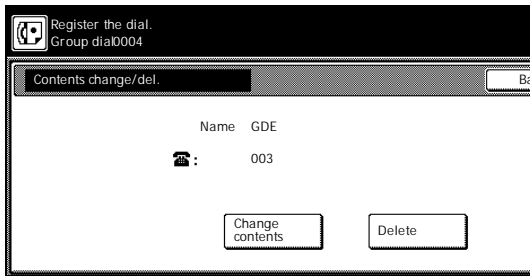 Register the dial.
Group dial0004
Contents change/del.
Name GDE
☎: 003
Change
contents
Delete